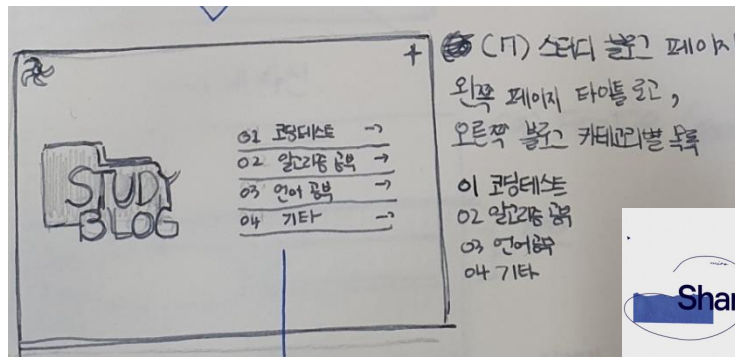 01 코딩테스트 →
02 알고리즘 공부 →
03 언어 공부 →
04 기타 →
STUDY
BLOG
(7) 스터디 블로그 페이지
왼쪽 페이지 타이틀 로고,
오른쪽 블로그 카테고리별 목록
01 코딩테스트
02 알고리즘 공부
03 언어공부
04 기타
Shar